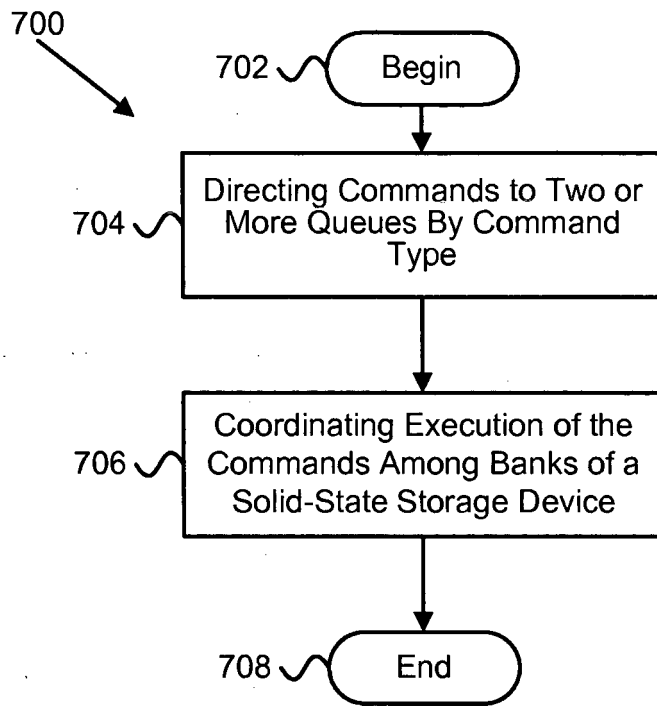 700
702
Begin
704
Directing Commands to Two or
More Queues By Command
Type
706
Coordinating Execution of the
Commands Among Banks of a
Solid-State Storage Device
708
End